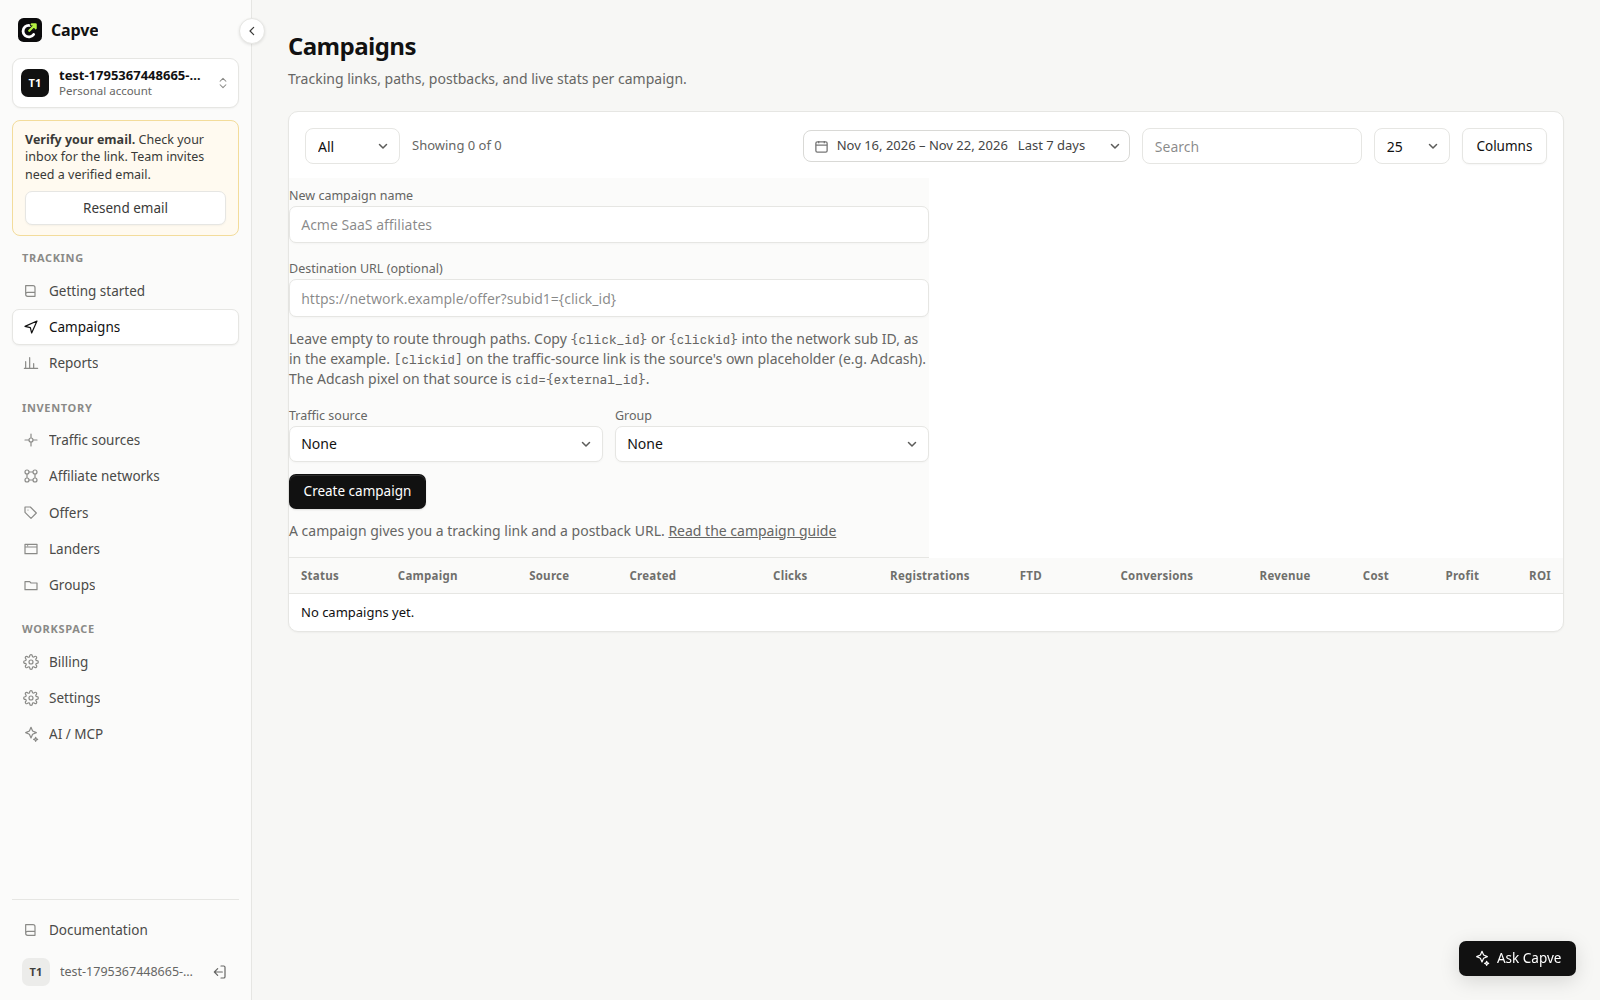 Capve
T1
test-1795367448665-...
Personal account
Verify your email. Check your
inbox for the link. Team invites
need a verified email.
Resend email
TRACKING
Getting started
Campaigns
Reports
INVENTORY
Traffic sources
Affiliate networks
Offers
Landers
Groups
WORKSPACE
Billing
Settings
AI / MCP
Documentation
T1 test-1795367448665-...
Campaigns
Tracking links, paths, postbacks, and live stats per campaign.
All Showing 0 of 0 Nov 16, 2026 – Nov 22, 2026 Last 7 days Search 25 Columns
New campaign name
Acme SaaS affiliates
Destination URL (optional)
https://network.example/offer?subid1={click_id}
Leave empty to route through paths. Copy {click_id} or {clickid} into the network sub ID, as
in the example. [clickid] on the traffic-source link is the source's own placeholder (e.g. Adcash).
The Adcash pixel on that source is cid={external_id}.
Traffic source Group
None None
Create campaign
A campaign gives you a tracking link and a postback URL. Read the campaign guide
Status Campaign Source Created Clicks Registrations FTD Conversions Revenue Cost Profit ROI
No campaigns yet.
Ask Capve